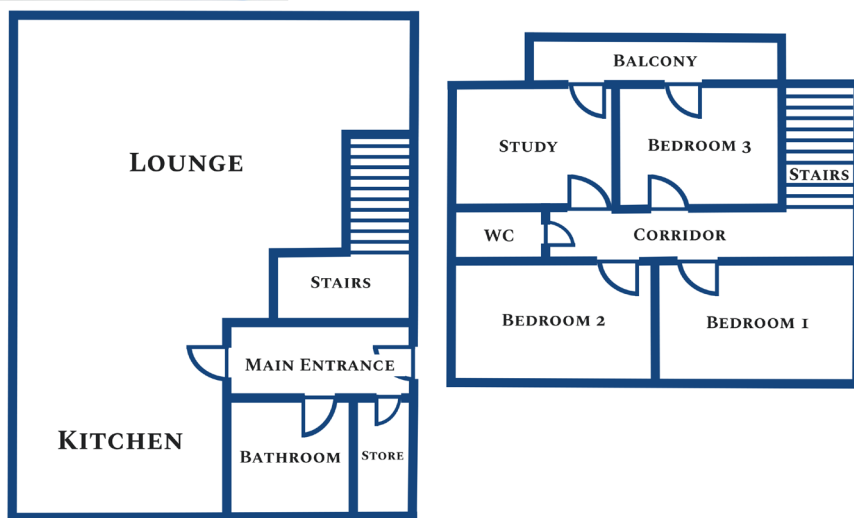 LOUNGE
STAIRS
MAIN ENTRANCE
KITCHEN
BATHROOM
STORE
BALCONY
STUDY
BEDROOM 3
STAIRS
WC
CORRIDOR
BEDROOM 2
BEDROOM 1